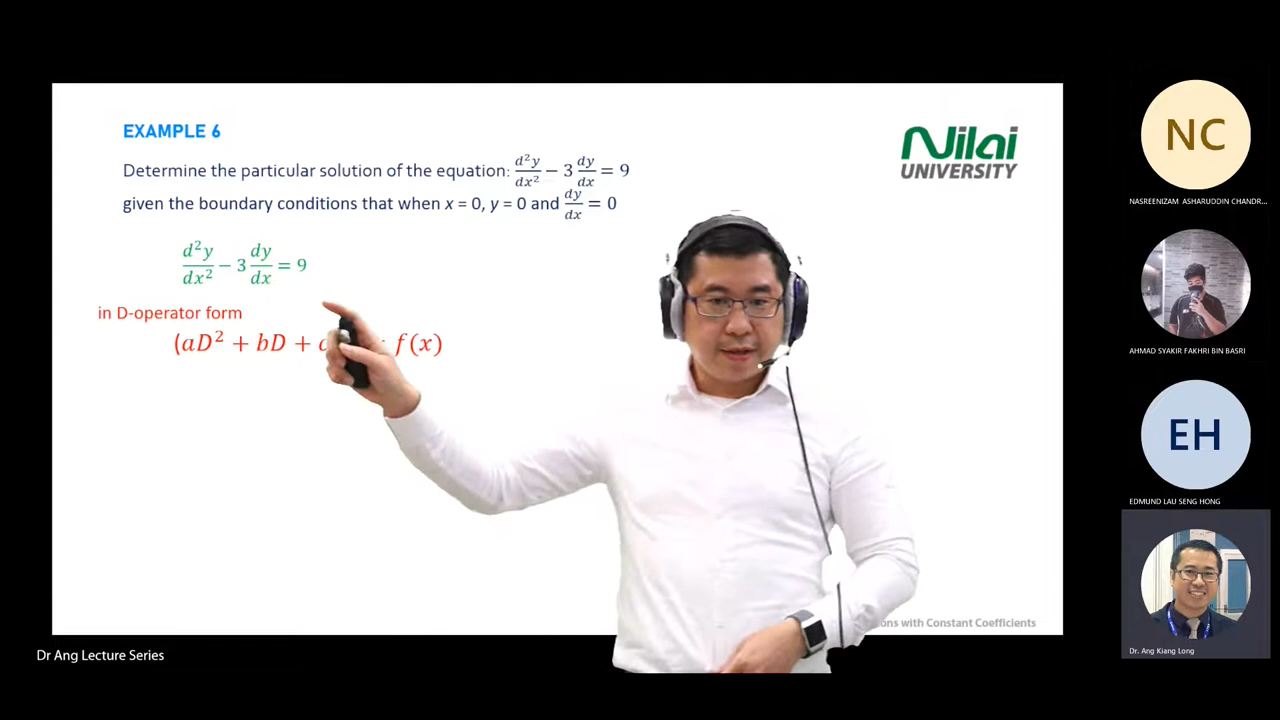 EXAMPLE 6
Nilai
UNIVERSITY
Determine the particular solution of the equation: d²y/dx² − 3 dy/dx = 9
given the boundary conditions that when x = 0, y = 0 and dy/dx = 0
d²y/dx² − 3 dy/dx = 9
in D-operator form
(aD² + bD + f(x)
ons with Constant Coefficients
Dr Ang Lecture Series
NC
NASREENIZAM ASHARUDDIN CHANDR...
AHMAD SYAKIR FAKHRI BIN BASRI
EH
EDMUND LAU SENG HONG
Dr. Ang Kiang Long